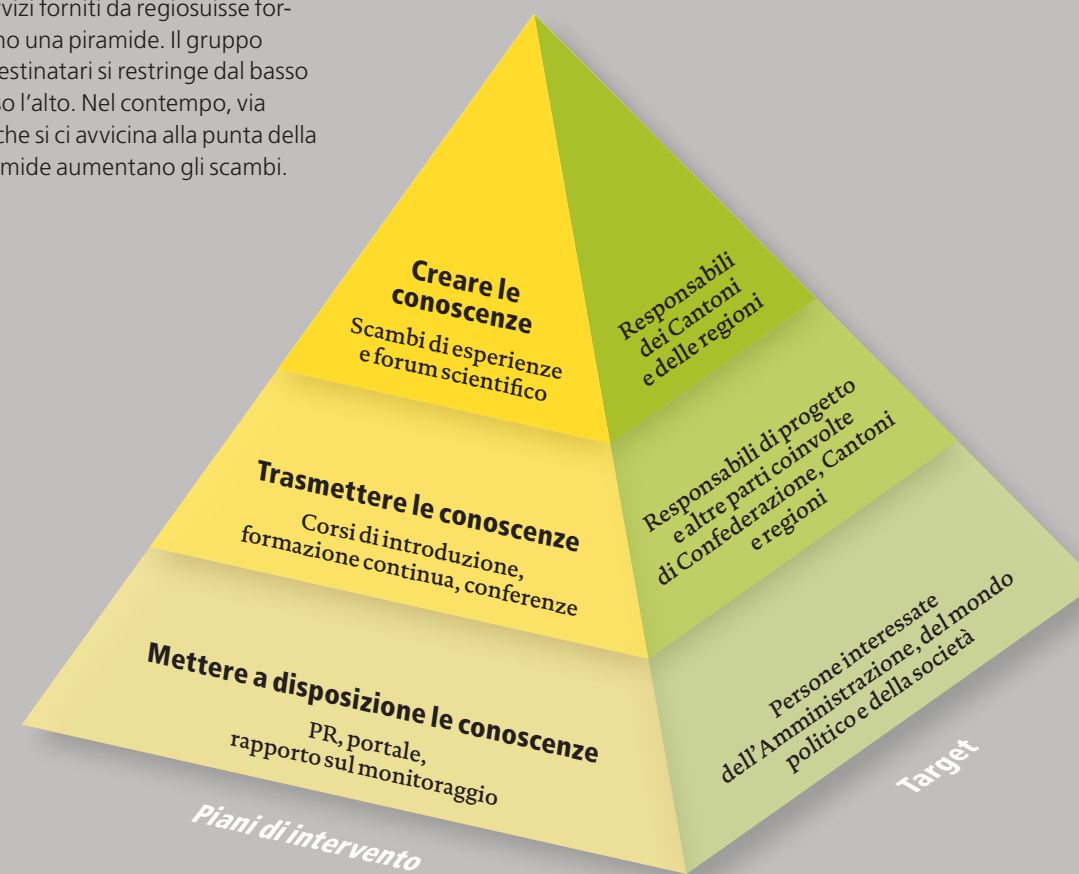 vizi forniti da regiosuisse for-
no una piramide. Il gruppo
estinatari si restringe dal basso
so l'alto. Nel contempo, via
che si ci avvicina alla punta della
mide aumentano gli scambi.
Creare le
conoscenze
Scambi di esperienze
e forum scientifico
Responsabili
dei Cantoni
e delle regioni
Trasmettere le conoscenze
Corsi di introduzione,
formazione continua, conferenze
Responsabili di progetto
e altre parti coinvolte
di Confederazione, Cantoni
e regioni
Mettere a disposizione le conoscenze
PR, portale,
rapporto sul monitoraggio
Persone interessate
dell'Amministrazione, del mondo
politico e della società
Piani di intervento
Target